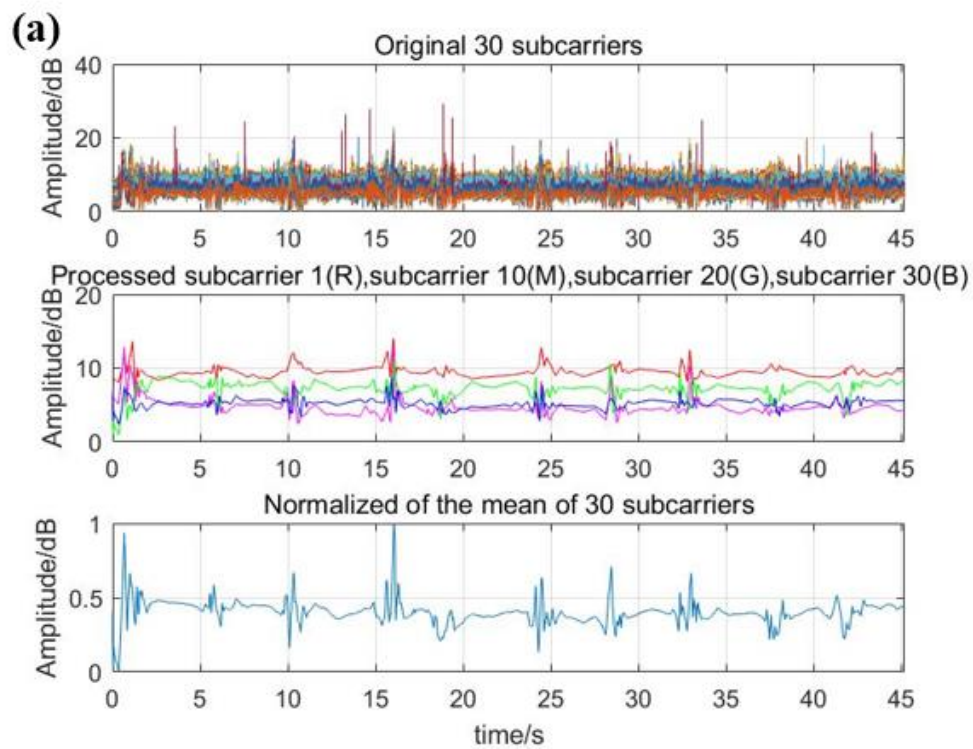 (a)
Original 30 subcarriers
40
20
0
Amplitude/dB
0 5 10 15 20 25 30 35 40 45
Processed subcarrier 1(R),subcarrier 10(M),subcarrier 20(G),subcarrier 30(B)
20
10
0
Amplitude/dB
0 5 10 15 20 25 30 35 40 45
Normalized of the mean of 30 subcarriers
1
0.5
0
Amplitude/dB
0 5 10 15 20 25 30 35 40 45
time/s